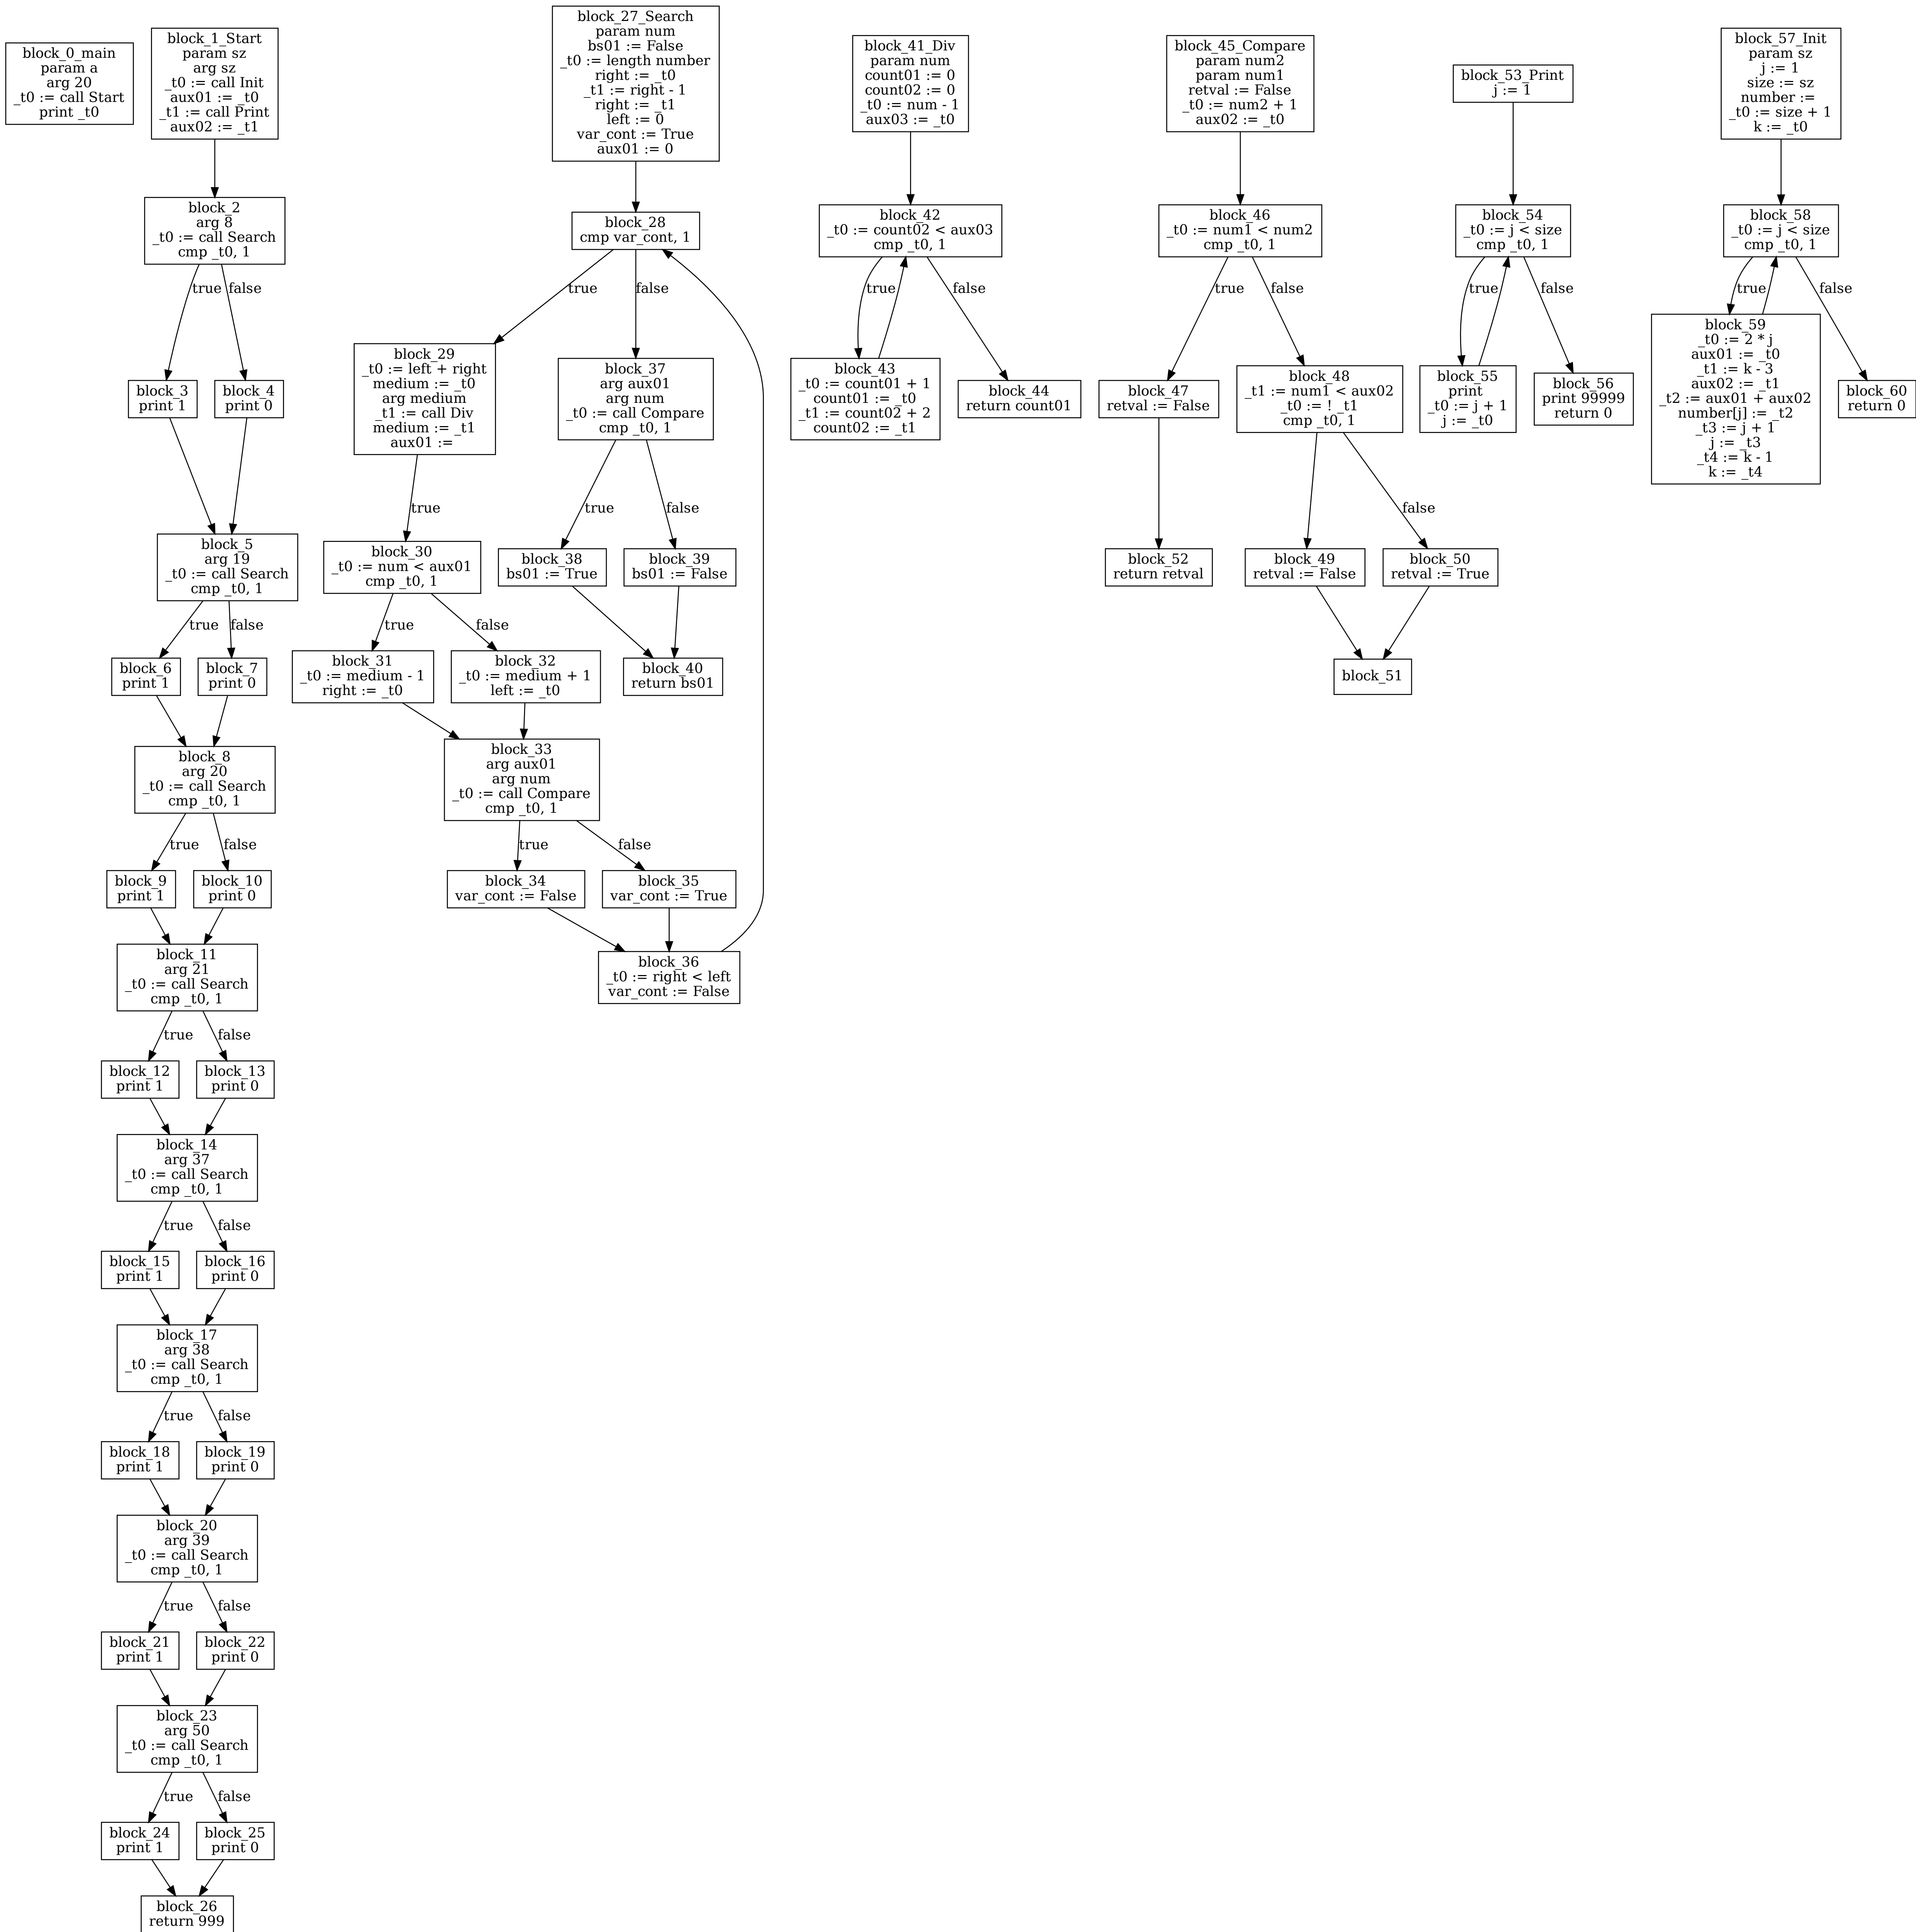 block_0_main
param a
arg 20
_t0 := call Start
print _t0
block_1_Start
param sz
arg sz
_t0 := call Init
aux01 := _t0
_t1 := call Print
aux02 := _t1
block_2
arg 8
_t0 := call Search
cmp _t0, 1
true
false
block_3
print 1
block_4
print 0
block_5
arg 19
_t0 := call Search
cmp _t0, 1
true
false
block_6
print 1
block_7
print 0
block_8
arg 20
_t0 := call Search
cmp _t0, 1
true
false
block_9
print 1
block_10
print 0
block_11
arg 21
_t0 := call Search
cmp _t0, 1
true
false
block_12
print 1
block_13
print 0
block_14
arg 37
_t0 := call Search
cmp _t0, 1
true
false
block_15
print 1
block_16
print 0
block_17
arg 38
_t0 := call Search
cmp _t0, 1
true
false
block_18
print 1
block_19
print 0
block_20
arg 39
_t0 := call Search
cmp _t0, 1
true
false
block_21
print 1
block_22
print 0
block_23
arg 50
_t0 := call Search
cmp _t0, 1
true
false
block_24
print 1
block_25
print 0
block_26
return 999
block_27_Search
param num
bs01 := False
_t0 := length number
right := _t0
_t1 := right - 1
right := _t1
left := 0
var_cont := True
aux01 := 0
block_28
cmp var_cont, 1
true
false
block_29
_t0 := left + right
medium := _t0
arg medium
_t1 := call Div
medium := _t1
aux01 :=
true
block_37
arg aux01
arg num
_t0 := call Compare
cmp _t0, 1
true
false
block_30
_t0 := num < aux01
cmp _t0, 1
true
false
block_38
bs01 := True
block_39
bs01 := False
block_31
_t0 := medium - 1
right := _t0
block_32
_t0 := medium + 1
left := _t0
block_40
return bs01
block_33
arg aux01
arg num
_t0 := call Compare
cmp _t0, 1
true
false
block_34
var_cont := False
block_35
var_cont := True
block_36
_t0 := right < left
var_cont := False
block_41_Div
param num
count01 := 0
count02 := 0
_t0 := num - 1
aux03 := _t0
block_42
_t0 := count02 < aux03
cmp _t0, 1
true
false
block_43
_t0 := count01 + 1
count01 := _t0
_t1 := count02 + 2
count02 := _t1
block_44
return count01
block_45_Compare
param num2
param num1
retval := False
_t0 := num2 + 1
aux02 := _t0
block_46
_t0 := num1 < num2
cmp _t0, 1
true
false
block_47
retval := False
block_48
_t1 := num1 < aux02
_t0 := ! _t1
cmp _t0, 1
false
block_52
return retval
block_49
retval := False
block_50
retval := True
block_51
block_53_Print
j := 1
block_54
_t0 := j < size
cmp _t0, 1
true
false
block_55
print
_t0 := j + 1
j := _t0
block_56
print 99999
return 0
block_57_Init
param sz
j := 1
size := sz
number :=
_t0 := size + 1
k := _t0
block_58
_t0 := j < size
cmp _t0, 1
true
false
block_59
_t0 := 2 * j
aux01 := _t0
_t1 := k - 3
aux02 := _t1
_t2 := aux01 + aux02
number[j] := _t2
_t3 := j + 1
j := _t3
_t4 := k - 1
k := _t4
block_60
return 0